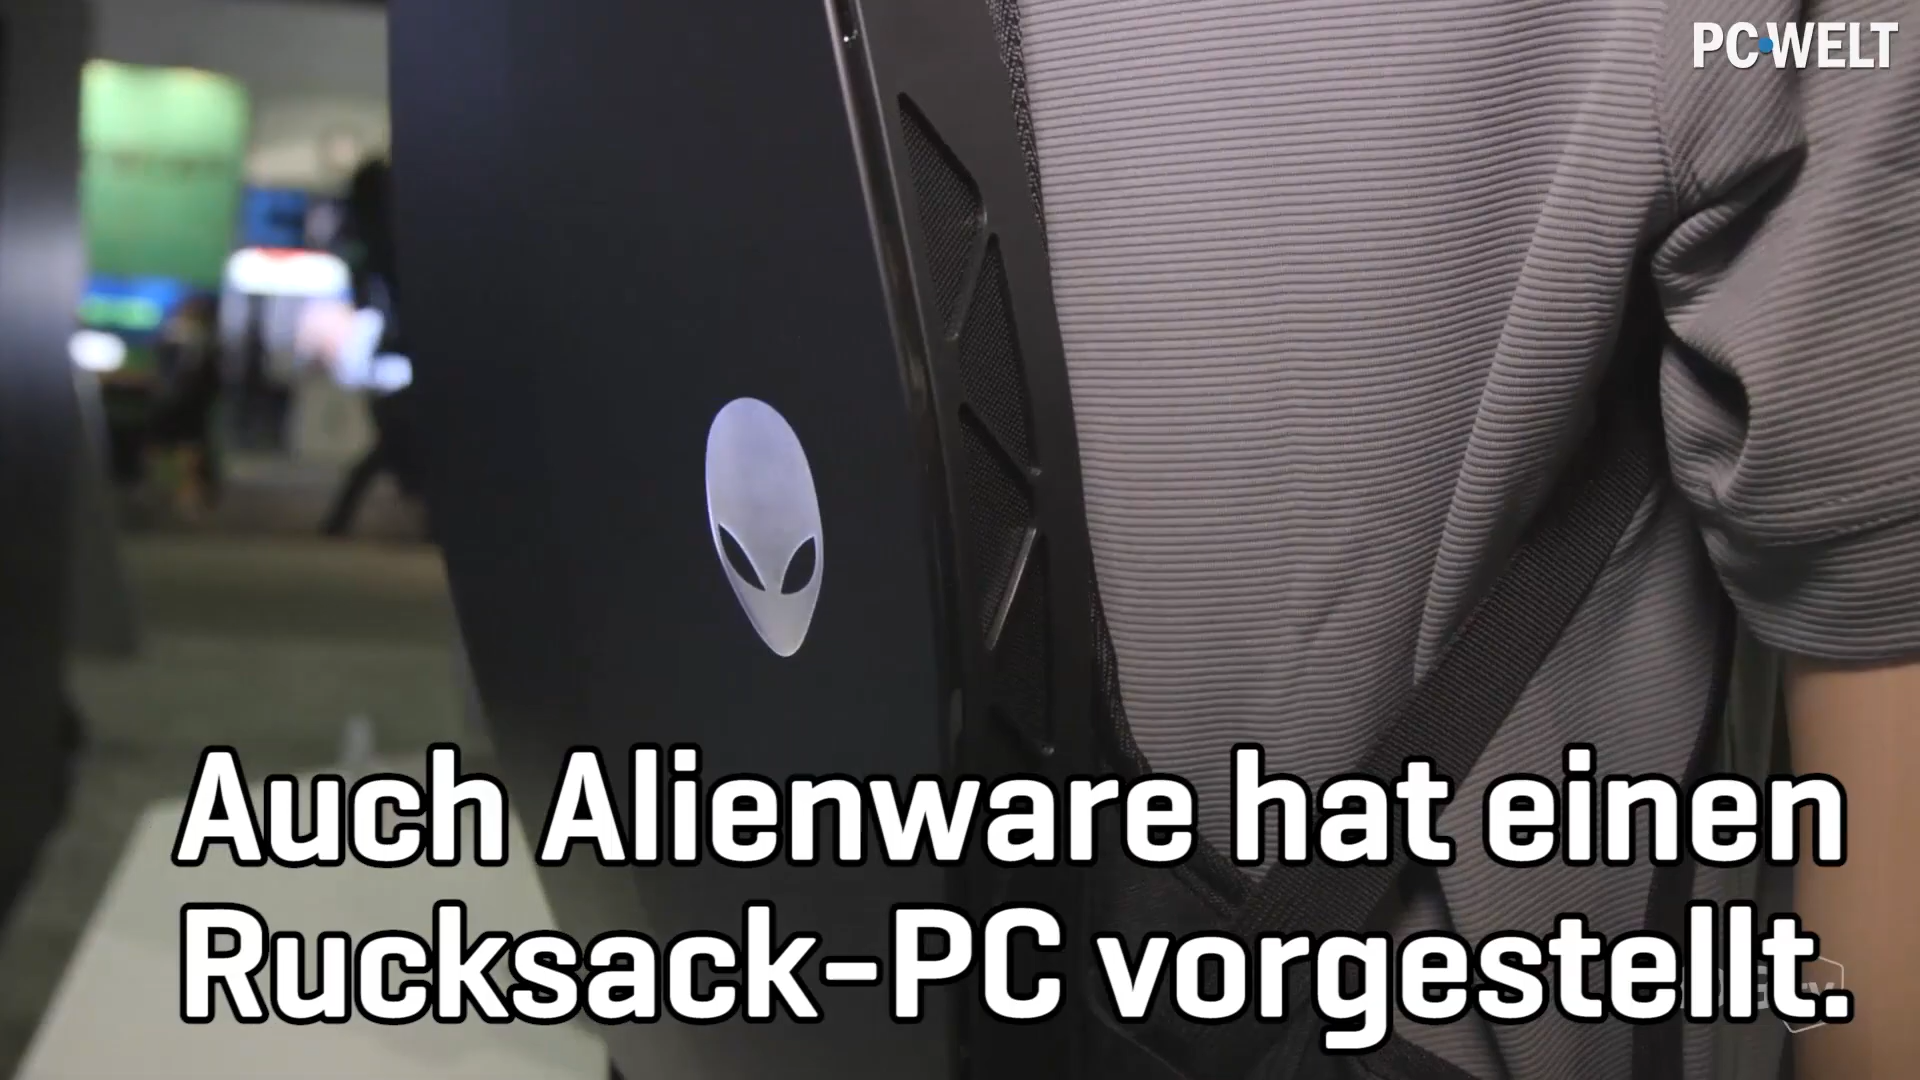 PC WELT
Auch Alienware hat einen
Rucksack-PC vorgestellt.